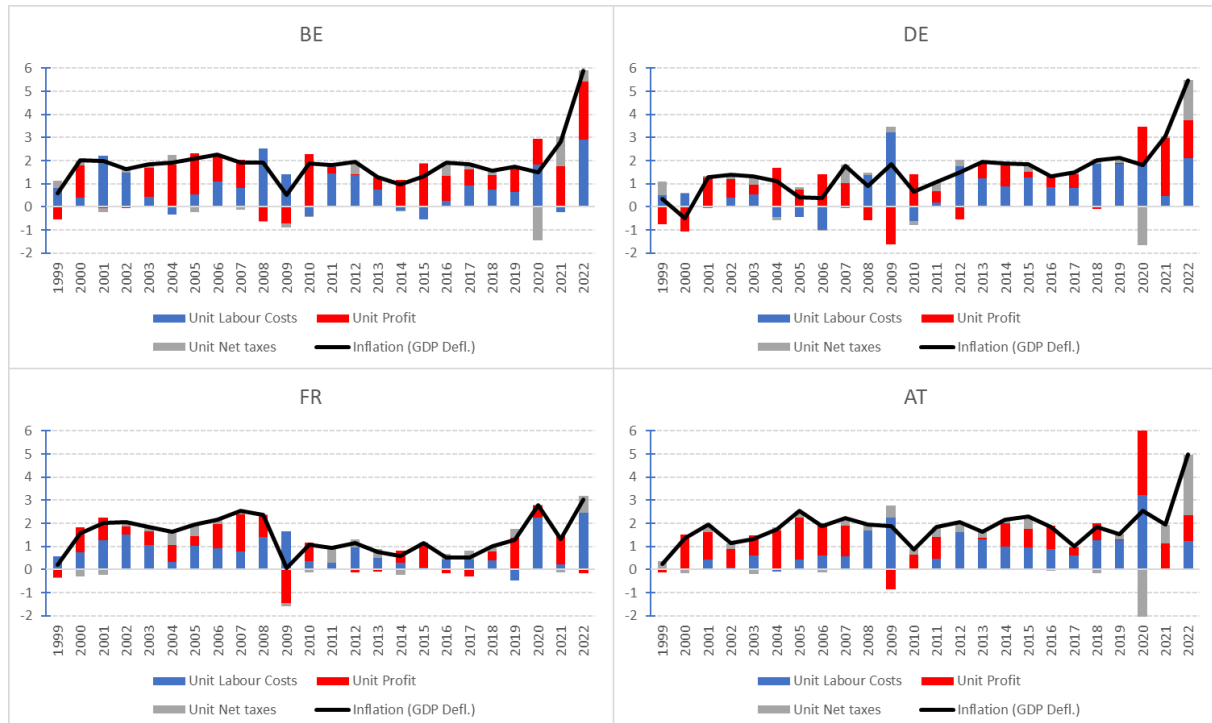 BE
6
5
4
3
2
1
0
-1
-2
1999 2000 2001 2002 2003 2004 2005 2006 2007 2008 2009 2010 2011 2012 2013 2014 2015 2016 2017 2018 2019 2020 2021 2022
Unit Labour Costs Unit Profit
Unit Net taxes Inflation (GDP Defl.)
DE
6
5
4
3
2
1
0
-1
-2
1999 2000 2001 2002 2003 2004 2005 2006 2007 2008 2009 2010 2011 2012 2013 2014 2015 2016 2017 2018 2019 2020 2021 2022
Unit Labour Costs Unit Profit
Unit Net taxes Inflation (GDP Defl.)
FR
6
5
4
3
2
1
0
-1
-2
1999 2000 2001 2002 2003 2004 2005 2006 2007 2008 2009 2010 2011 2012 2013 2014 2015 2016 2017 2018 2019 2020 2021 2022
Unit Labour Costs Unit Profit
Unit Net taxes Inflation (GDP Defl.)
AT
6
5
4
3
2
1
0
-1
-2
1999 2000 2001 2002 2003 2004 2005 2006 2007 2008 2009 2010 2011 2012 2013 2014 2015 2016 2017 2018 2019 2020 2021 2022
Unit Labour Costs Unit Profit
Unit Net taxes Inflation (GDP Defl.)